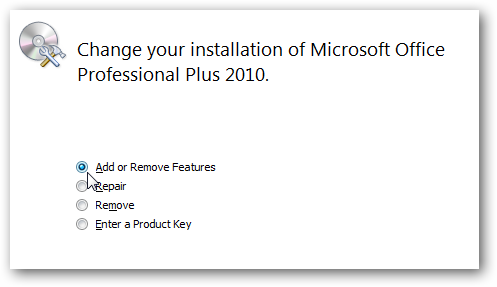 Change your installation of Microsoft Office
Professional Plus 2010.
Add or Remove Features
Repair
Remove
Enter a Product Key